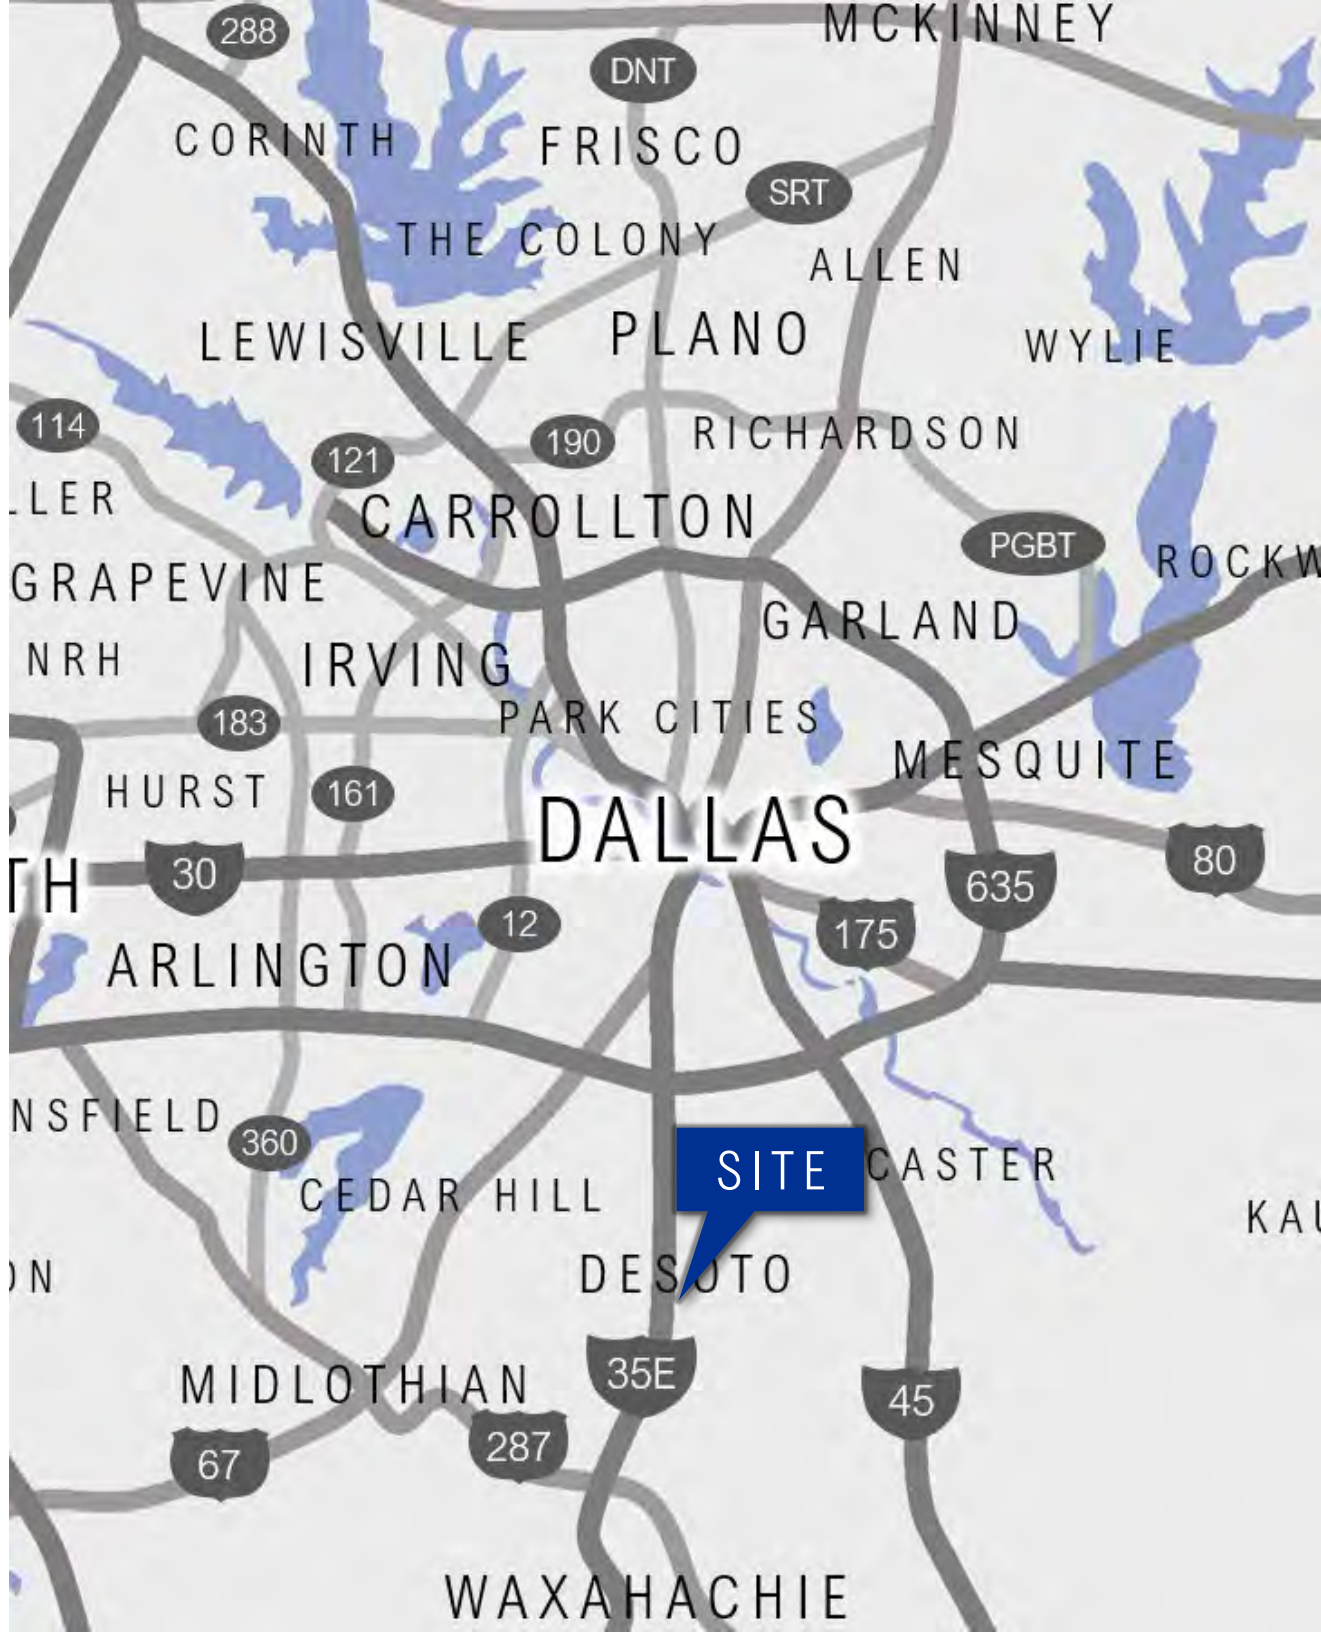 MCKINNEY
288
DNT
CORINTH
FRISCO
SRT
THE COLONY
ALLEN
LEWISVILLE
PLANO
WYLIE
114
121
190
RICHARDSON
LLER
CARROLLTON
PGBT
ROCKW
GRAPEVINE
GARLAND
NRH
IRVING
183
PARK CITIES
MESQUITE
HURST
161
DALLAS
30
80
TH
635
12
175
ARLINGTON
NSFIELD
360
SITE
CASTER
CEDAR HILL
KAU
ON
DESOTO
35E
MIDLOTHIAN
45
67
287
WAXAHACHIE